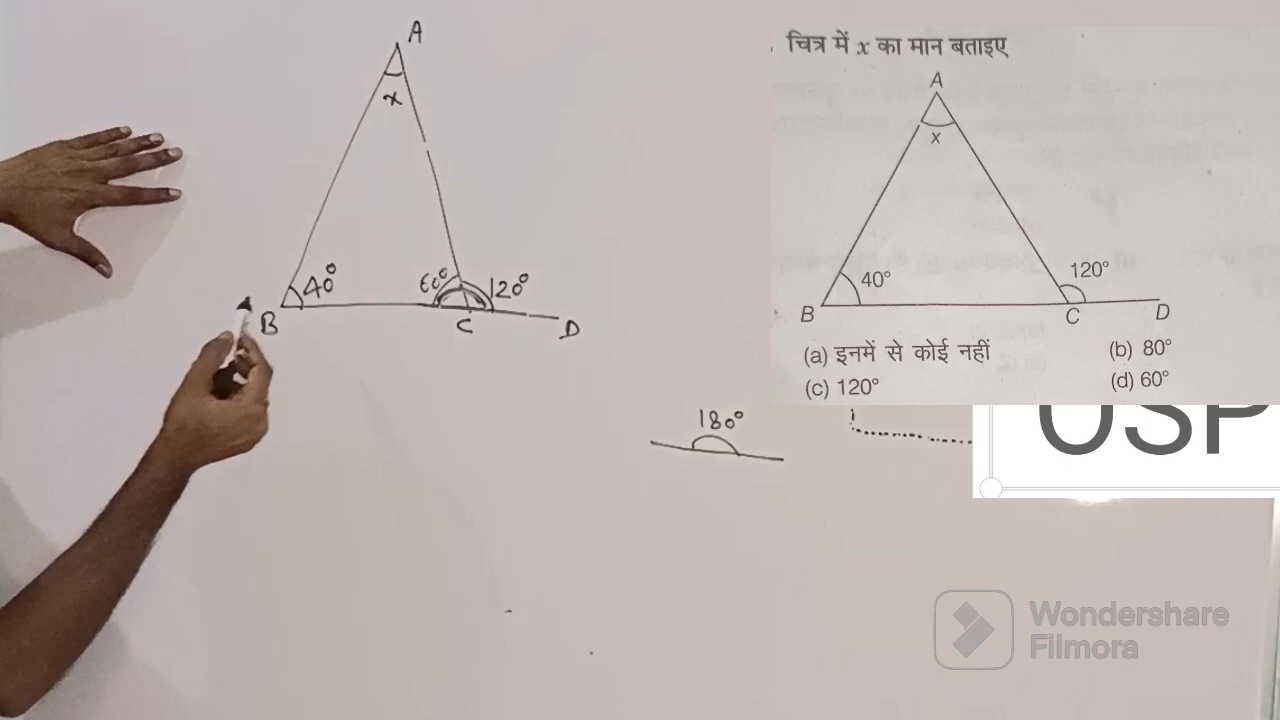 A
x
40°
60°
120°
B
C
D
180°
चित्र में x का मान बताइए
A
x
40°
120°
B
C
D
(a) इनमें से कोई नहीं
(b) 80°
(c) 120°
(d) 60°
USP
Wondershare
Filmora